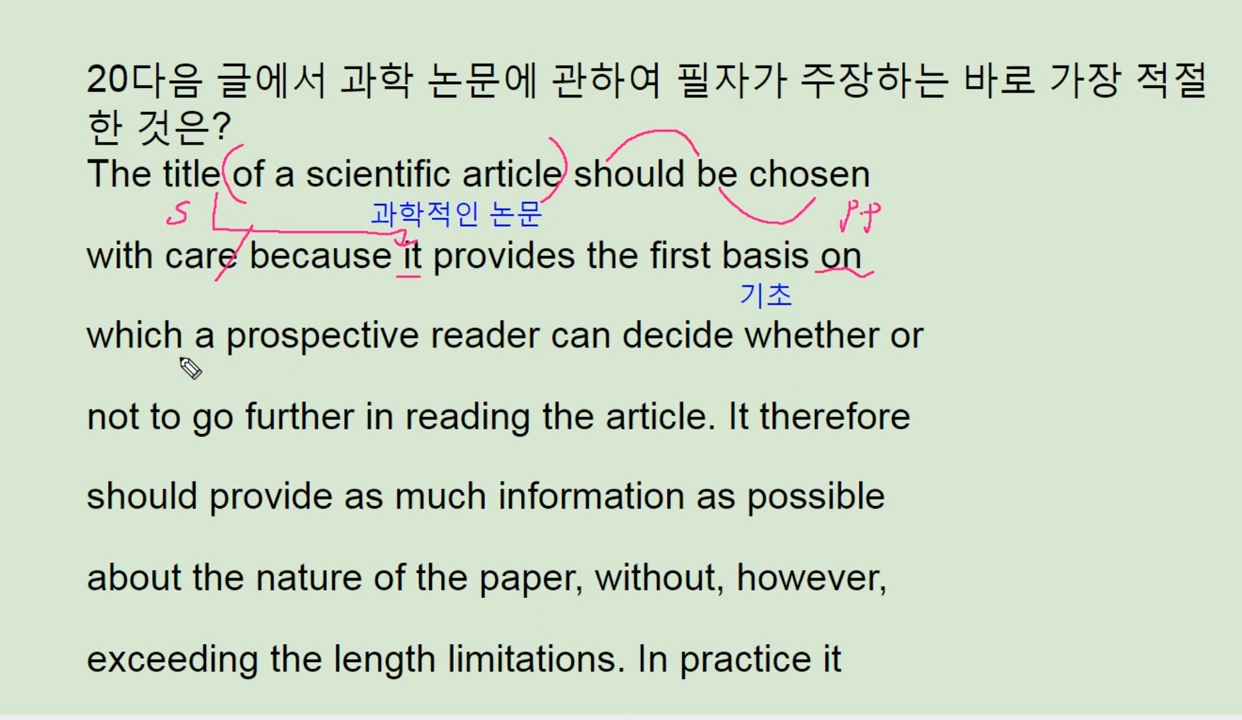 20다음 글에서 과학 논문에 관하여 필자가 주장하는 바로 가장 적절
한 것은?
The title of a scientific article should be chosen
S 과학적인 논문 p.p
with care because it provides the first basis on
기초
which a prospective reader can decide whether or
not to go further in reading the article. It therefore
should provide as much information as possible
about the nature of the paper, without, however,
exceeding the length limitations. In practice it